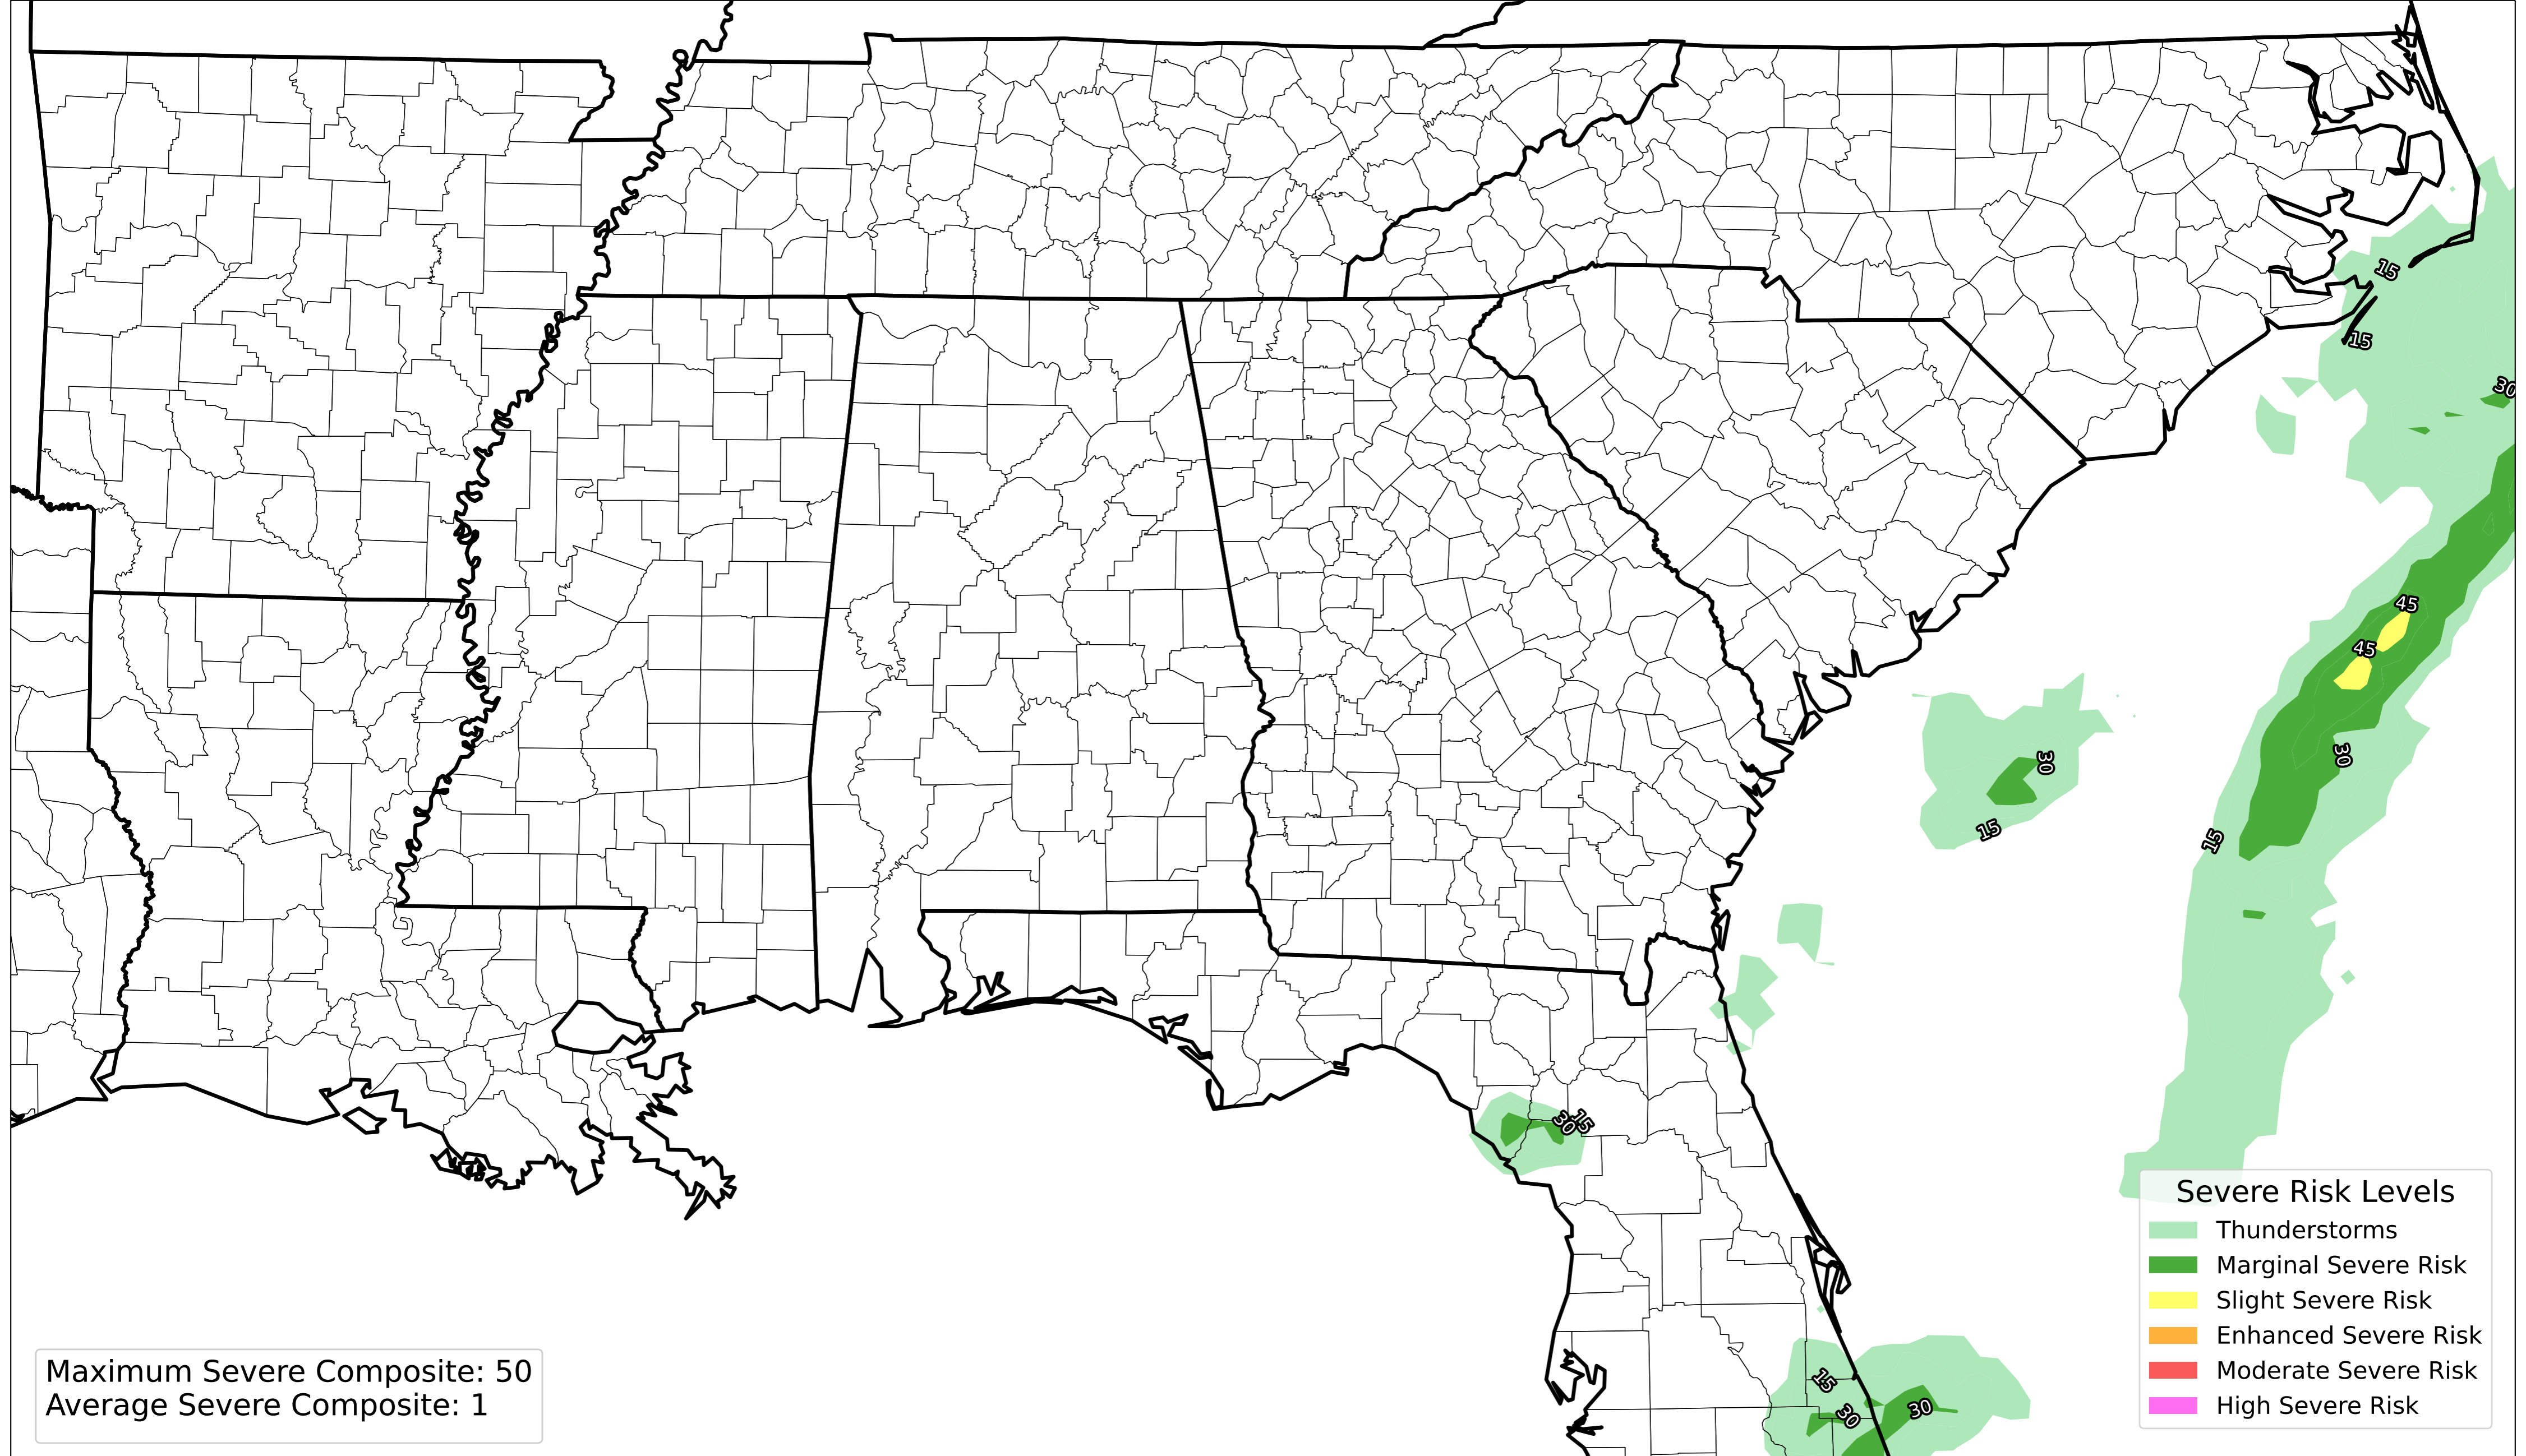 15
15
30
45
45
30
30
15
15
15
30
15
30
30
Severe Risk Levels
Thunderstorms
Marginal Severe Risk
Slight Severe Risk
Enhanced Severe Risk
Moderate Severe Risk
High Severe Risk
Maximum Severe Composite: 50
Average Severe Composite: 1